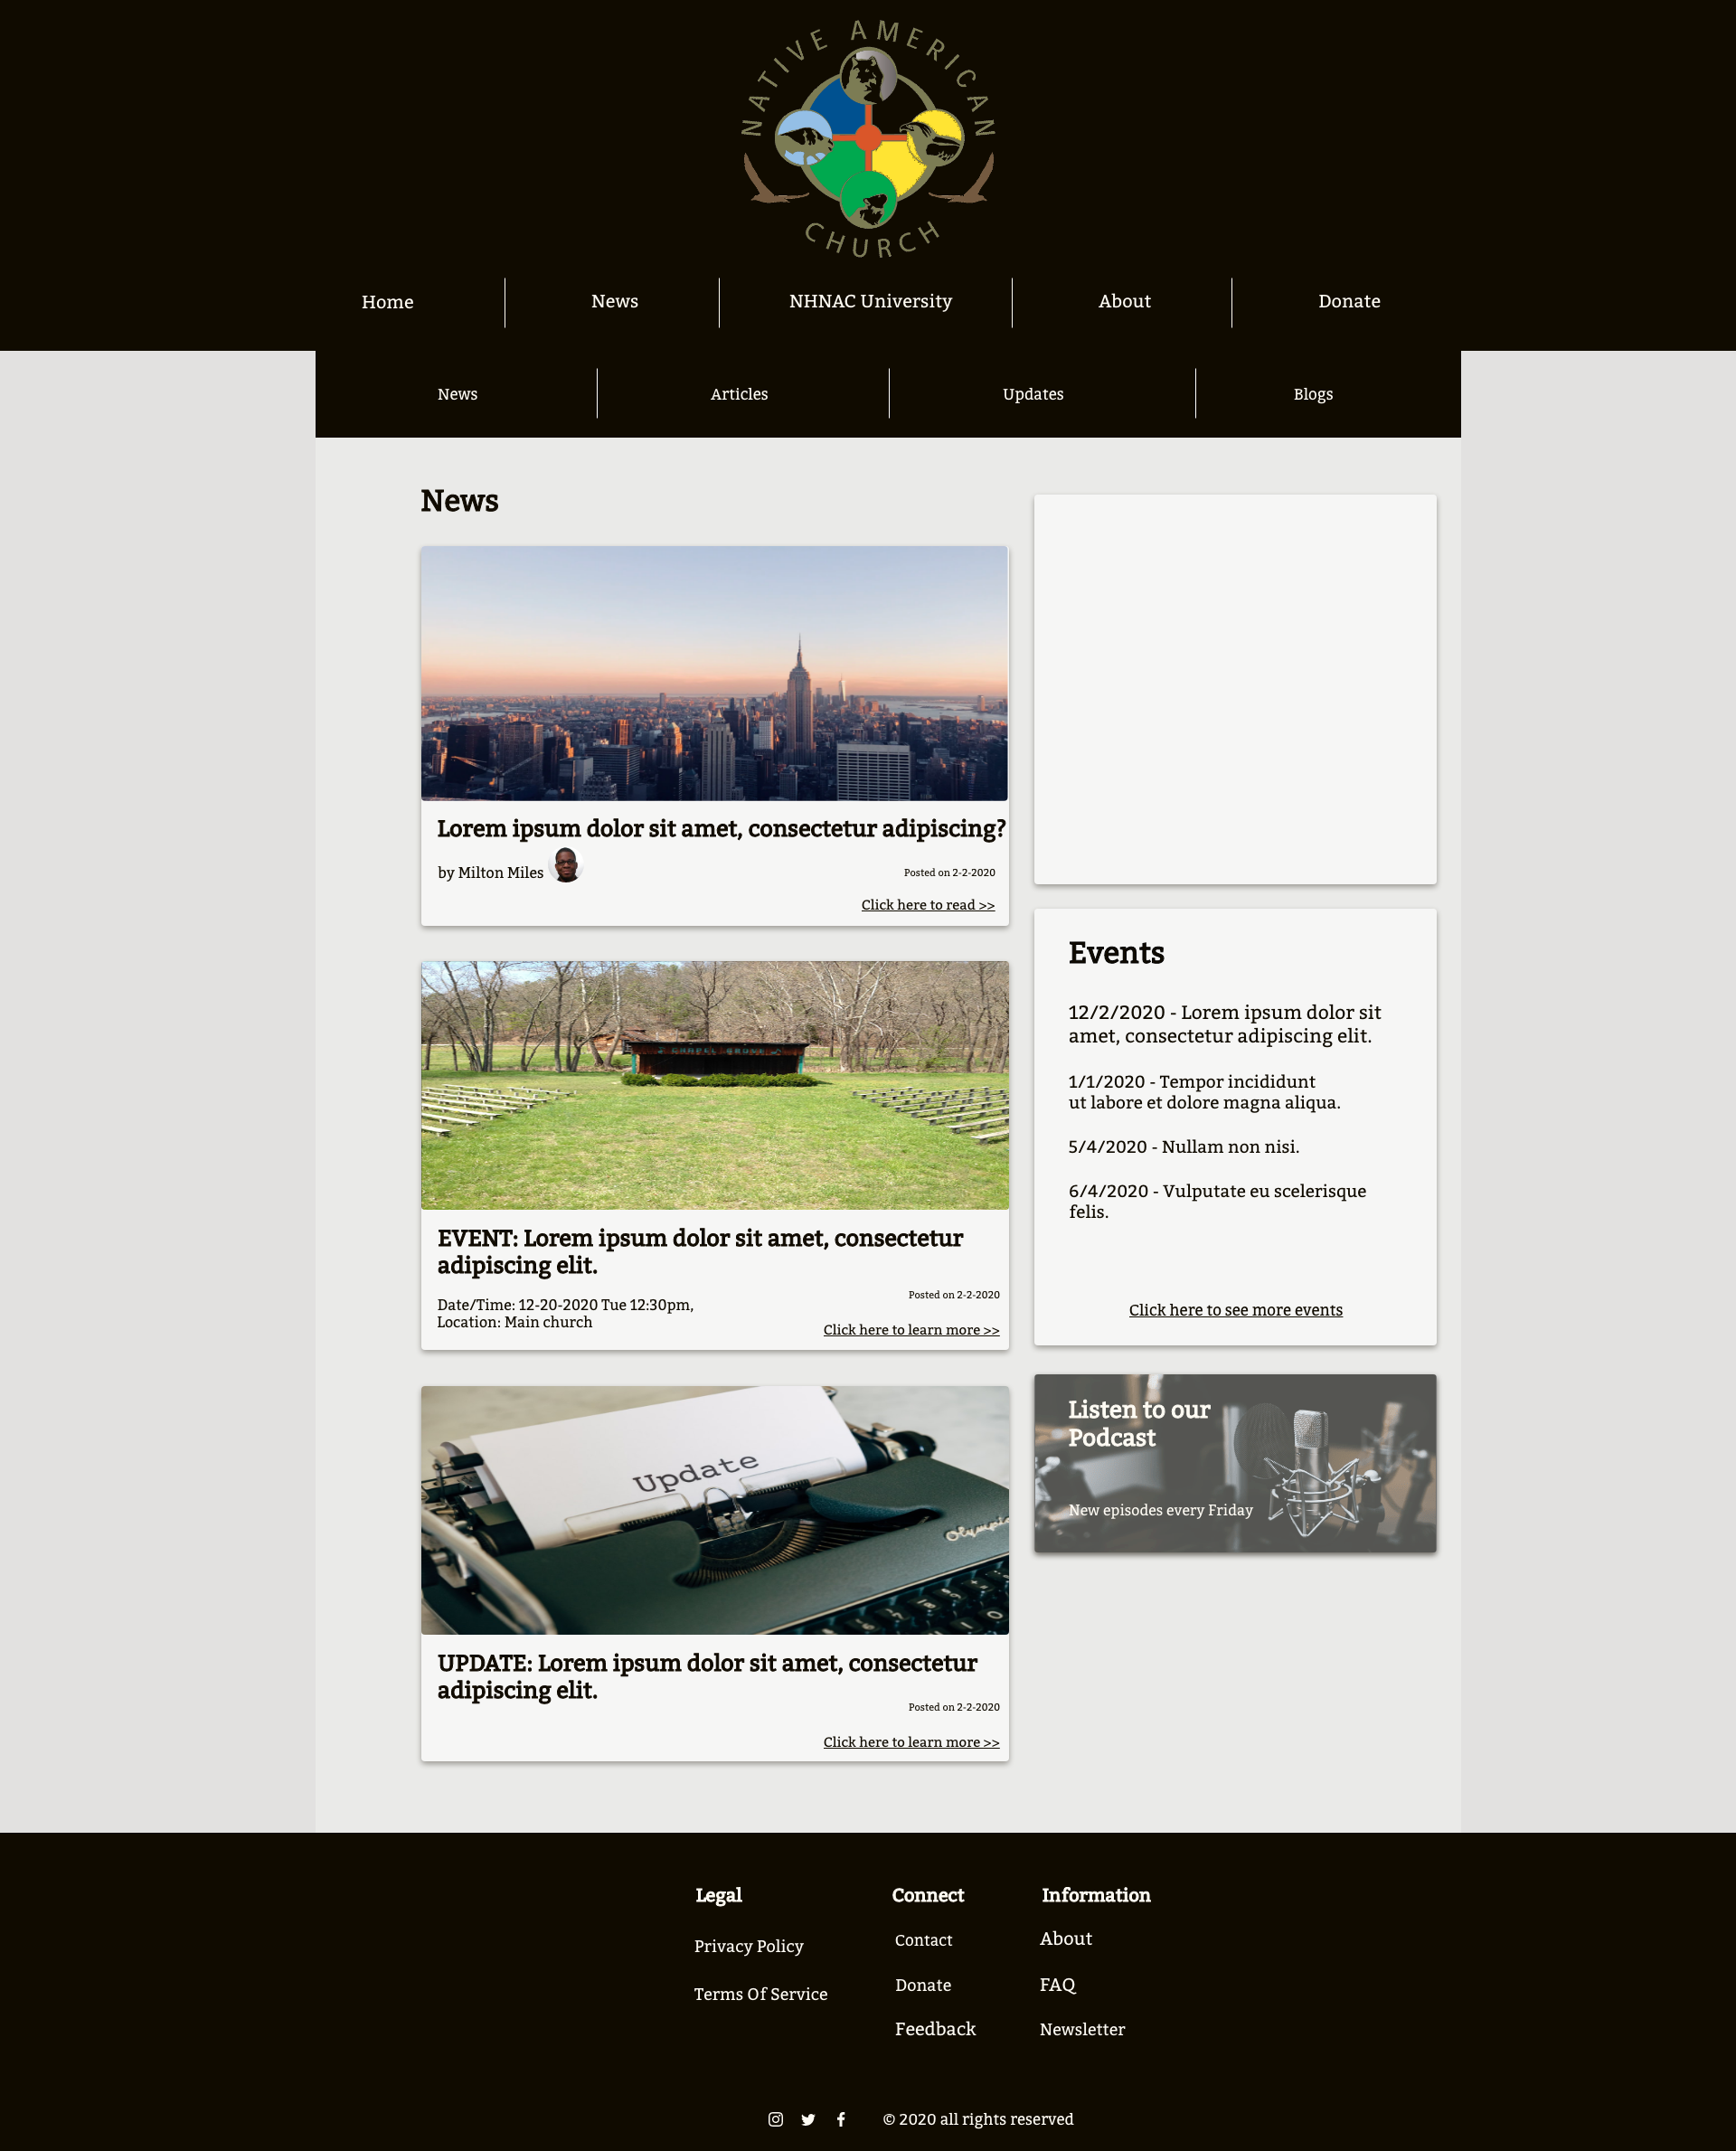 NATIVE AMERICAN
CHURCH
Home
News
NHNAC University
About
Donate
News
Articles
Updates
Blogs
News
Lorem ipsum dolor sit amet, consectetur adipiscing?
by Milton Miles
Posted on 2-2-2020
Click here to read >>
EVENT: Lorem ipsum dolor sit amet, consectetur
adipiscing elit.
Posted on 2-2-2020
Date/Time: 12-20-2020 Tue 12:30pm,
Location: Main church
Click here to learn more >>
Update
Olympia
UPDATE: Lorem ipsum dolor sit amet, consectetur
adipiscing elit.
Posted on 2-2-2020
Click here to learn more >>
Events
12/2/2020 - Lorem ipsum dolor sit
amet, consectetur adipiscing elit.
1/1/2020 - Tempor incididunt
ut labore et dolore magna aliqua.
5/4/2020 - Nullam non nisi.
6/4/2020 - Vulputate eu scelerisque
felis.
Click here to see more events
Listen to our
Podcast
New episodes every Friday
Legal
Privacy Policy
Terms Of Service
Connect
Contact
Donate
Feedback
Information
About
FAQ
Newsletter
© 2020 all rights reserved